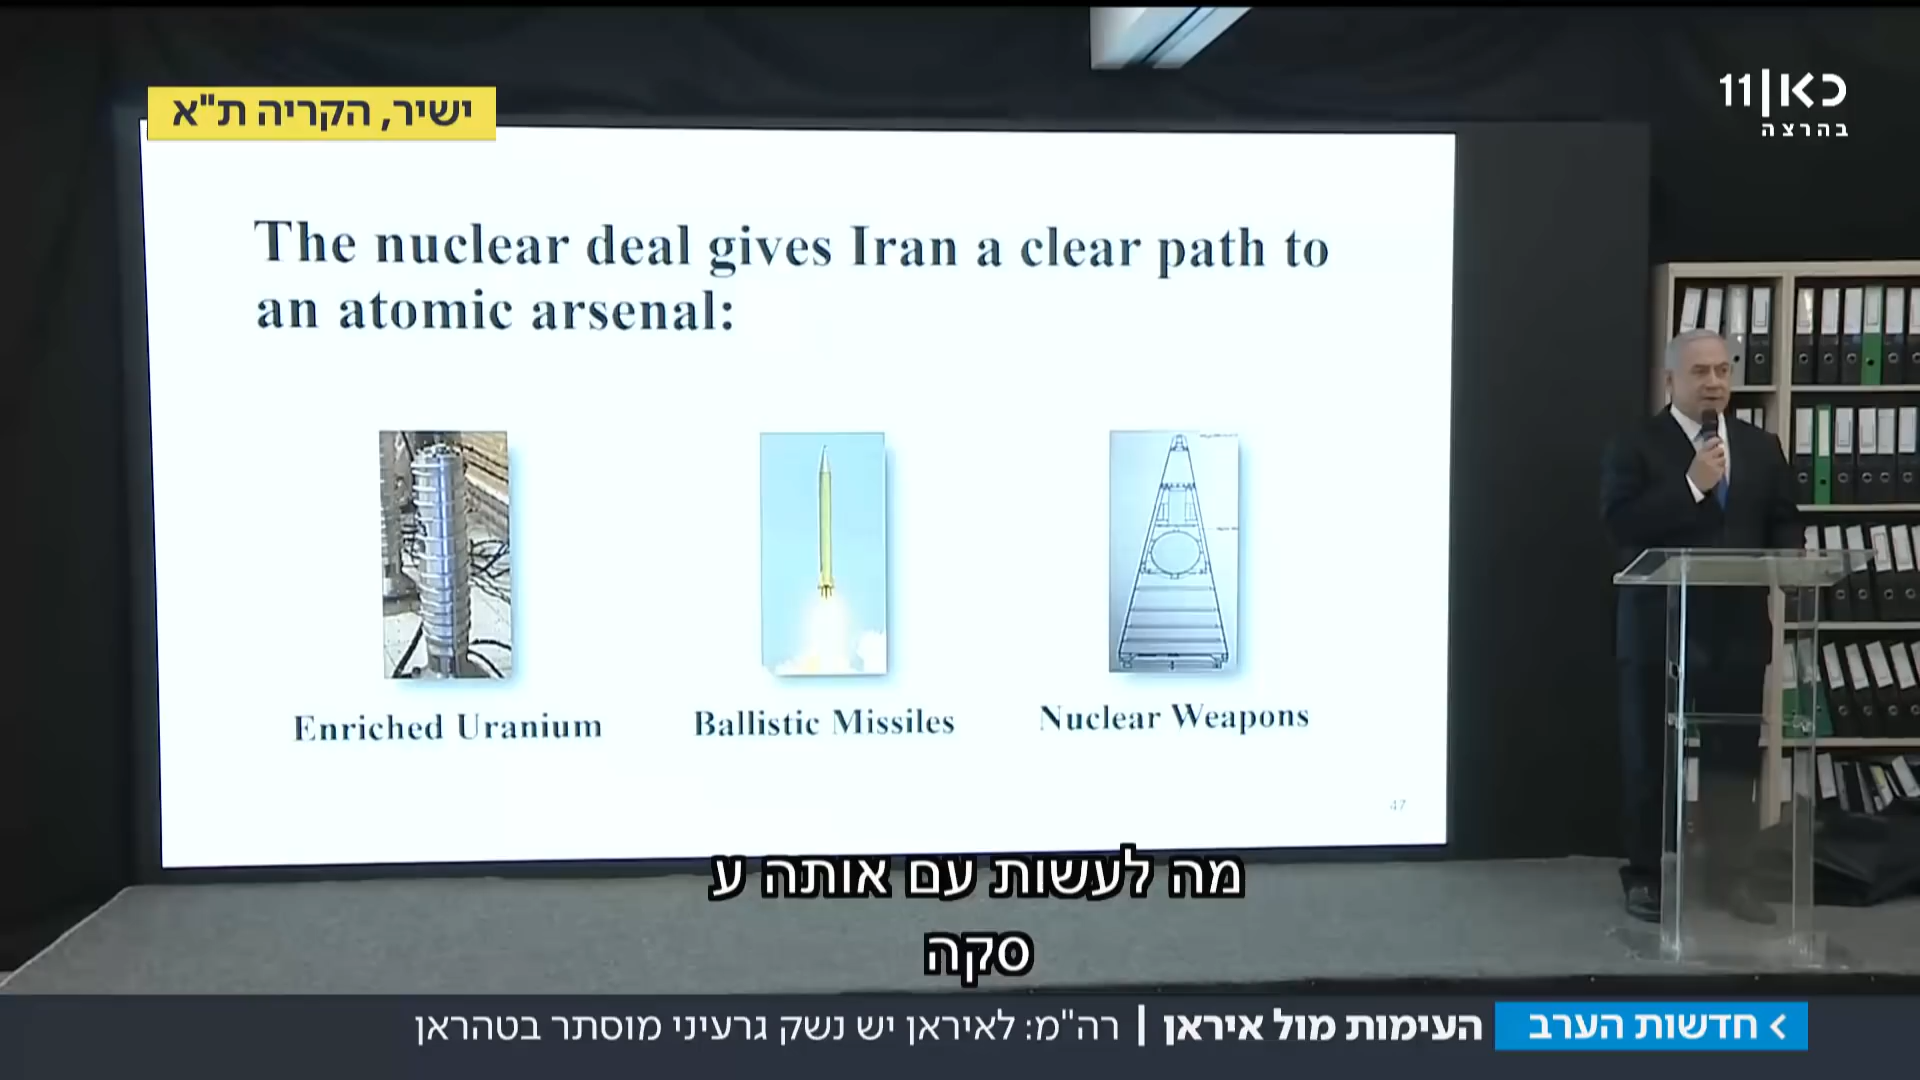 ישיר, הקריה ת"א
כאן|11
בהרצה
The nuclear deal gives Iran a clear path to
an atomic arsenal:
Enriched Uranium
Ballistic Missiles
Nuclear Weapons
47
מה לעשות עם אותה ע
סקה
חדשות הערב
העימות מול איראן | רה"מ: לאיראן יש נשק גרעיני מוסתר בטהראן